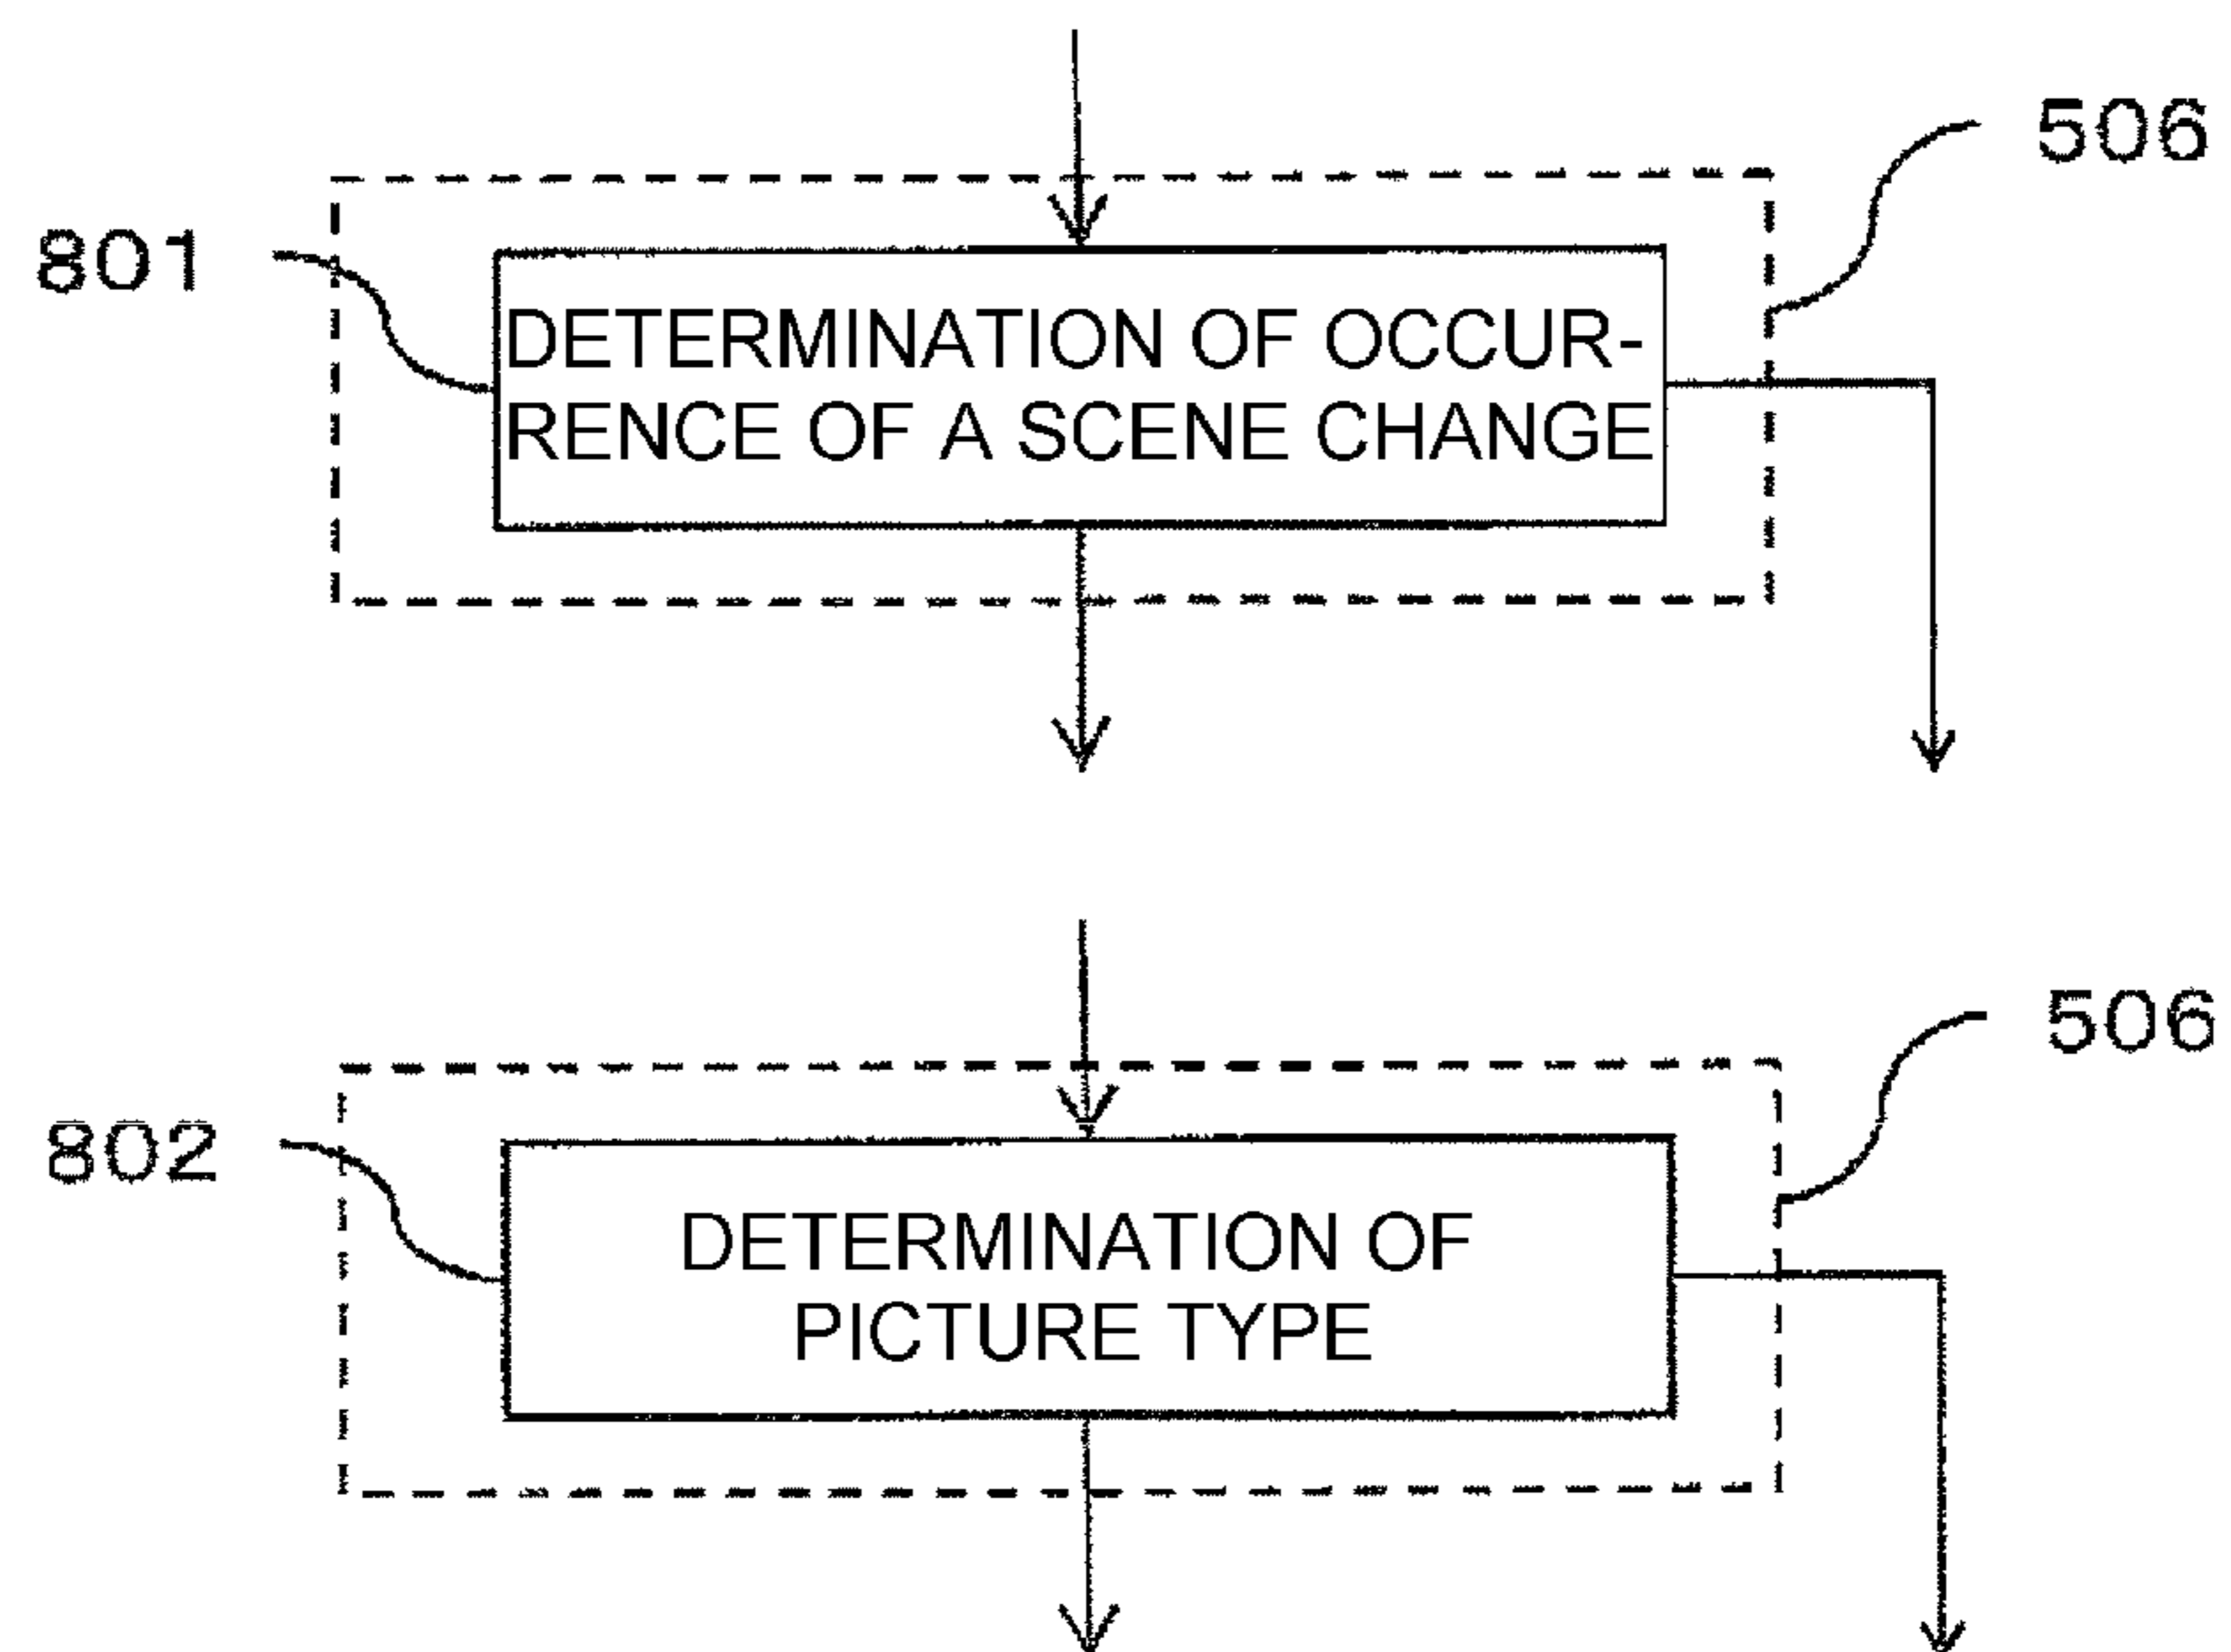 506
801
DETERMINATION OF OCCUR-
RENCE OF A SCENE CHANGE
506
802
DETERMINATION OF
PICTURE TYPE